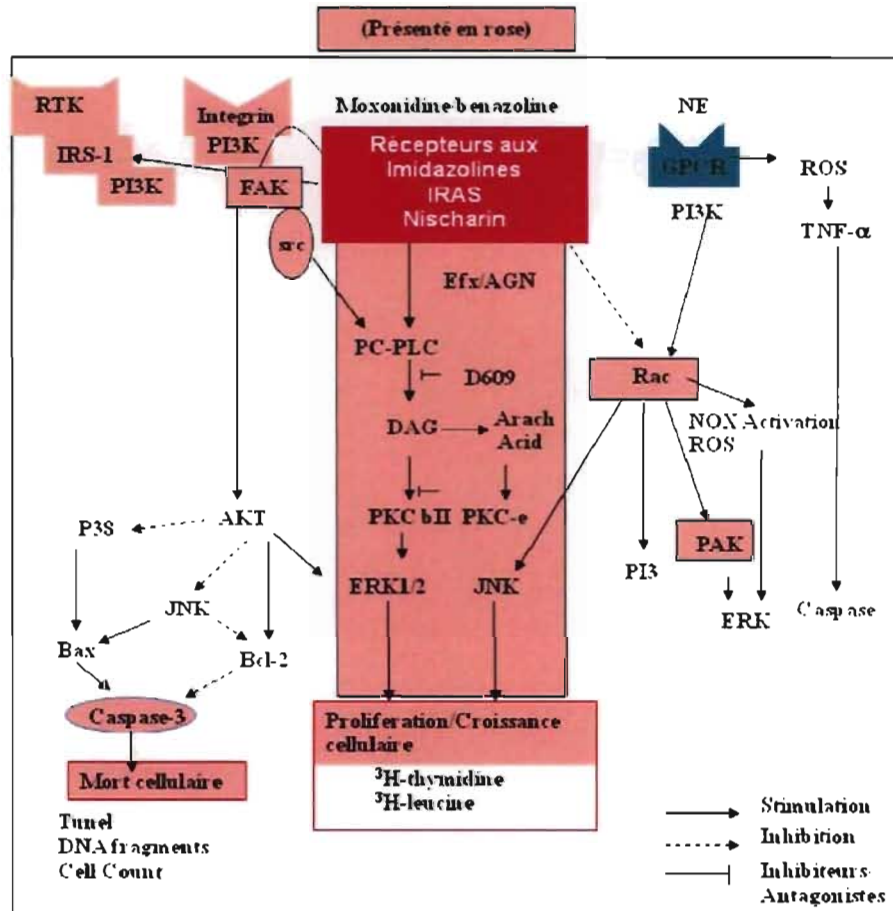 (Présenté en rose)
RTK
IRS-1
PI3K
Integrin
PI3K
FAK
src
Moxonidine/benazoline
Récepteurs aux
Imidazolines
IRAS
Nischarin
NE
GPCR
PI3K
ROS
TNF-α
Efx/AGN
PC-PLC
D609
DAG
Arach
Acid
PKC bII
PKC-e
ERK1/2
JNK
Rac
NOX Activation
ROS
PAK
PI3
ERK
Caspase
P38
AKT
JNK
Bax
Bcl-2
Caspase-3
Mort cellulaire
Tunel
DNA fragments
Cell Count
Proliferation/Croissance
cellulaire
³H-thymidine
³H-leucine
Stimulation
Inhibition
Inhibiteurs
Antagonistes